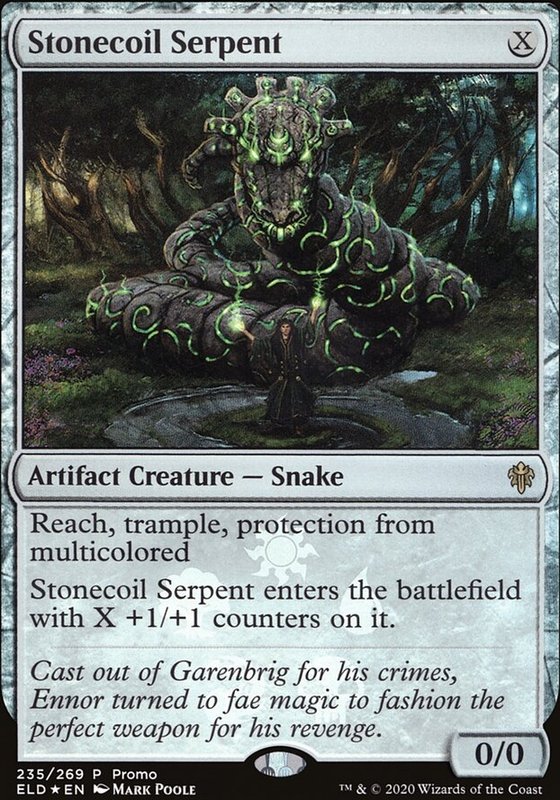 Stonecoil Serpent X
Artifact Creature — Snake
Reach, trample, protection from
multicolored
Stonecoil Serpent enters the battlefield
with X +1/+1 counters on it.
Cast out of Garenbrig for his crimes,
Ennor turned to fae magic to fashion the
perfect weapon for his revenge.
0/0
235/269 P Promo
ELD★EN Mark Poole
™ & © 2020 Wizards of the Coast